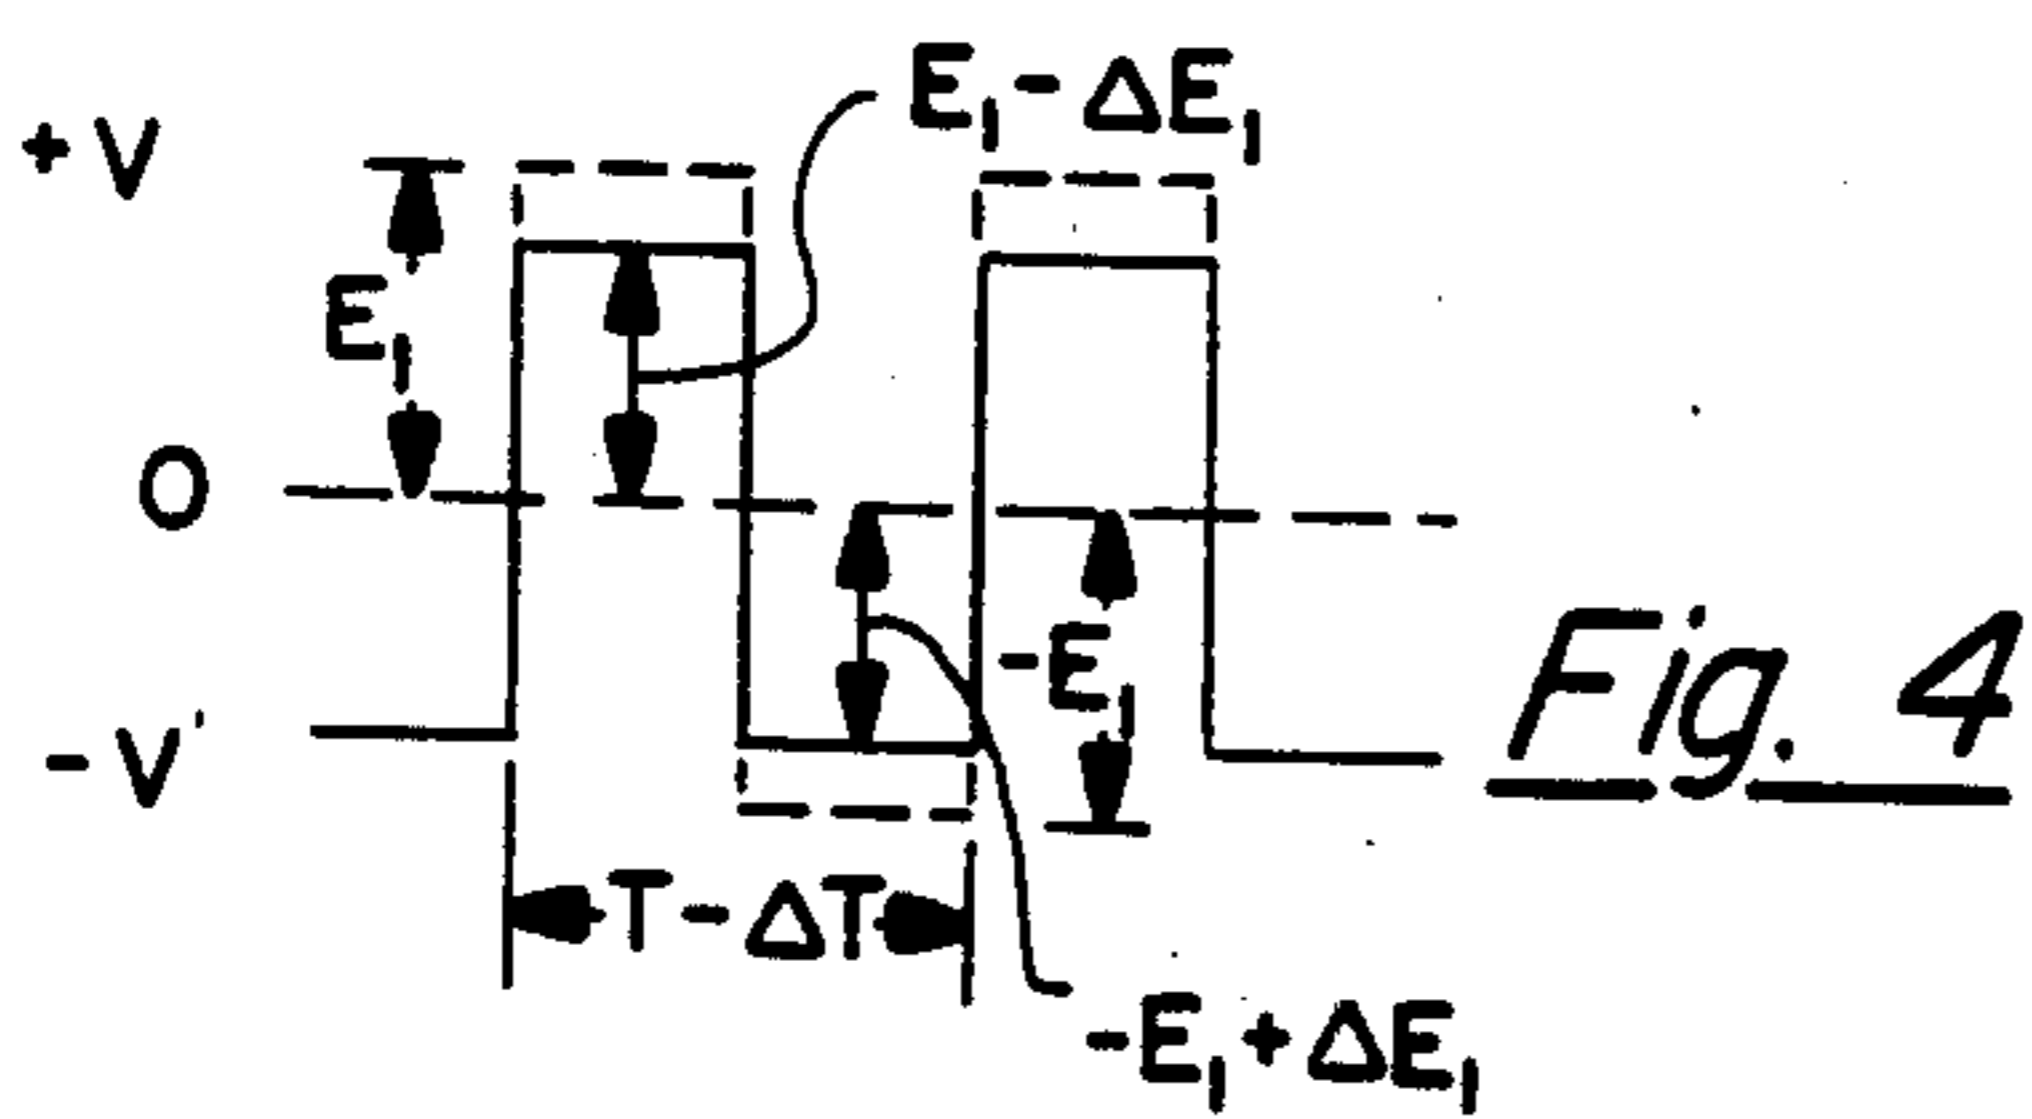 E₁ - ΔE₁
+ V
E₁
O
- E₁
- V'
Fig. 4
T - ΔT
-E₁ + ΔE₁